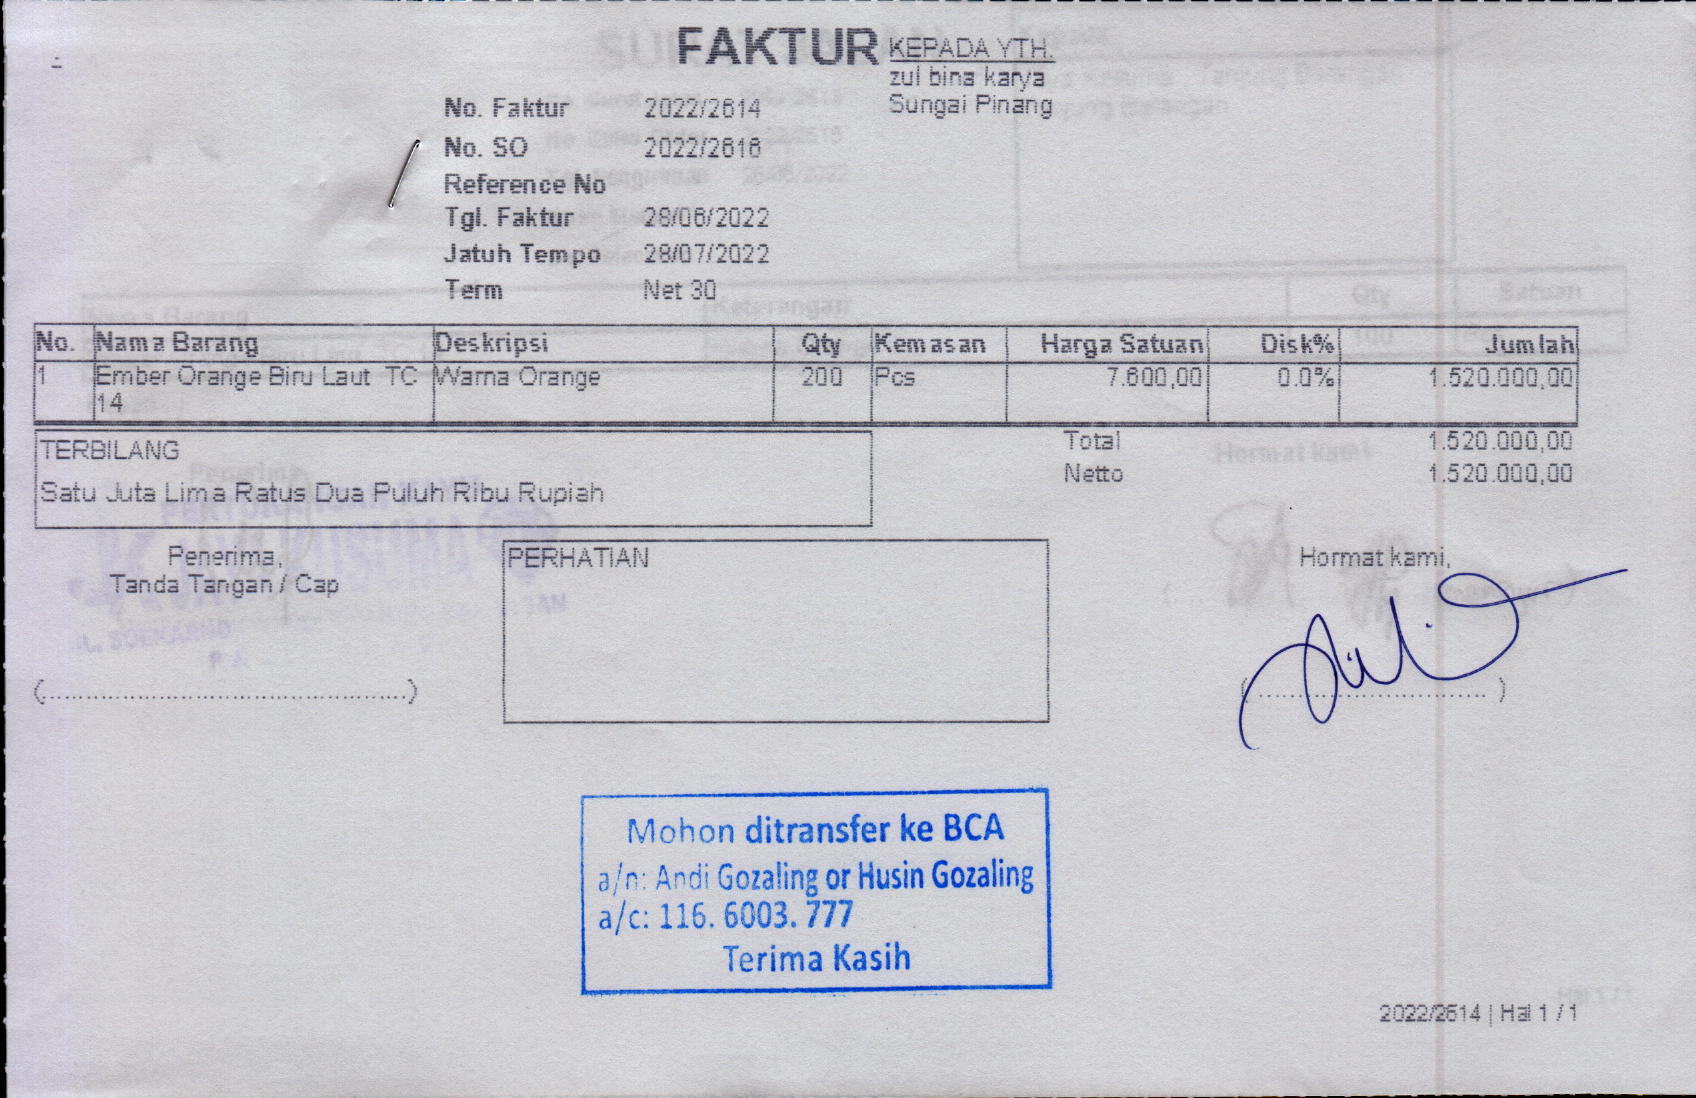 FAKTUR
KEPADA YTH.
zul bina karya
Sungai Pinang
No. Faktur 2022/2614
No. SO 2022/2616
Reference No
Tgl. Faktur 28/06/2022
Jatuh Tempo 28/07/2022
Term Net 30
No. Nama Barang Deskripsi Qty Kemasan Harga Satuan Disk% Jumlah
1 Ember Orange Biru Laut TC Warna Orange 200 Pcs 7.600,00 0.0% 1.520.000,00
14
TERBILANG
Satu Juta Lima Ratus Dua Puluh Ribu Rupiah
Total 1.520.000,00
Netto 1.520.000,00
Penerima,
Tanda Tangan / Cap
PERHATIAN
Hormat kami,
Mohon ditransfer ke BCA
a/n: Andi Gozaling or Husin Gozaling
a/c: 116. 6003. 777
Terima Kasih
2022/2614 | Hal 1 / 1